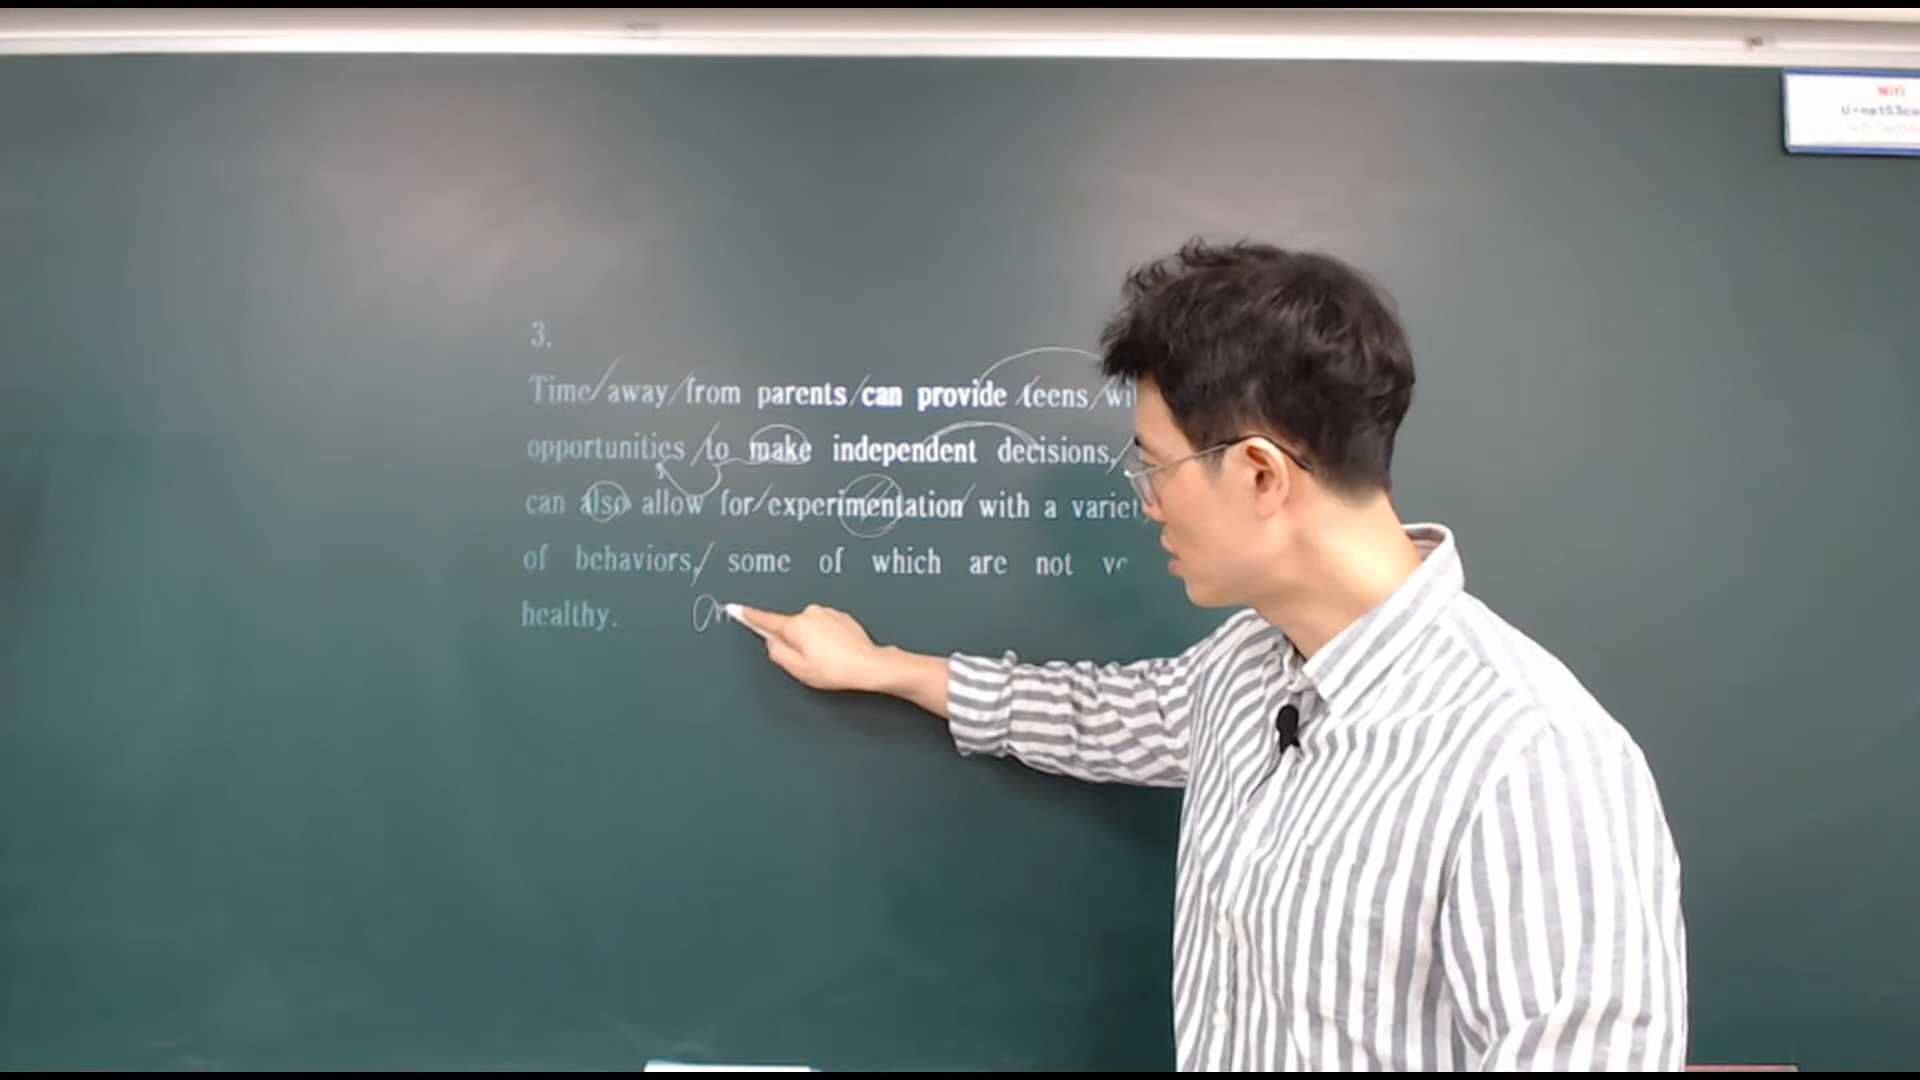 3.
Time away from parents can provide teens
opportunities to make independent decisions,
can also allow for experimentation with a
of behaviors, some of which are not
healthy.
Wifi